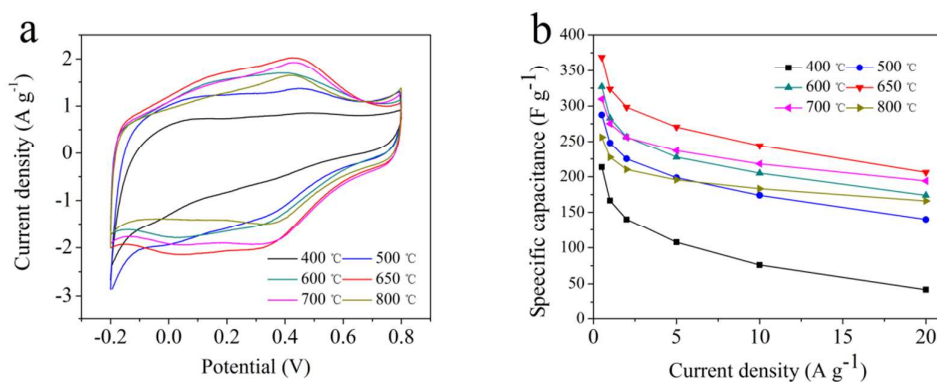 a
Current density (A g⁻¹)
2
1
0
-1
-2
-3
-0.2 0.0 0.2 0.4 0.6 0.8
Potential (V)
400 ℃ 500 ℃
600 ℃ 650 ℃
700 ℃ 800 ℃
b
Speecific capacitance (F g⁻¹)
400
350
300
250
200
150
100
50
0
0 5 10 15 20
Current density (A g⁻¹)
400 ℃ 500 ℃
600 ℃ 650 ℃
700 ℃ 800 ℃